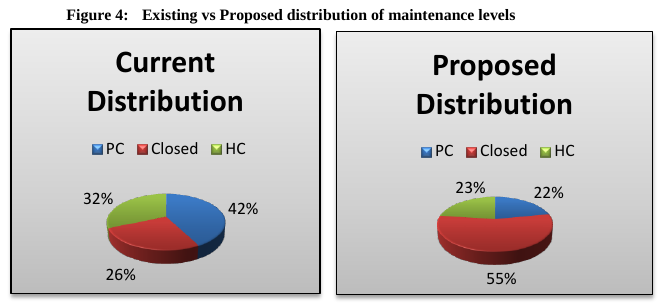 Figure 4: Existing vs Proposed distribution of maintenance levels
Current
Distribution
PC Closed HC
32%
42%
26%
Proposed
Distribution
PC Closed HC
23%
22%
55%